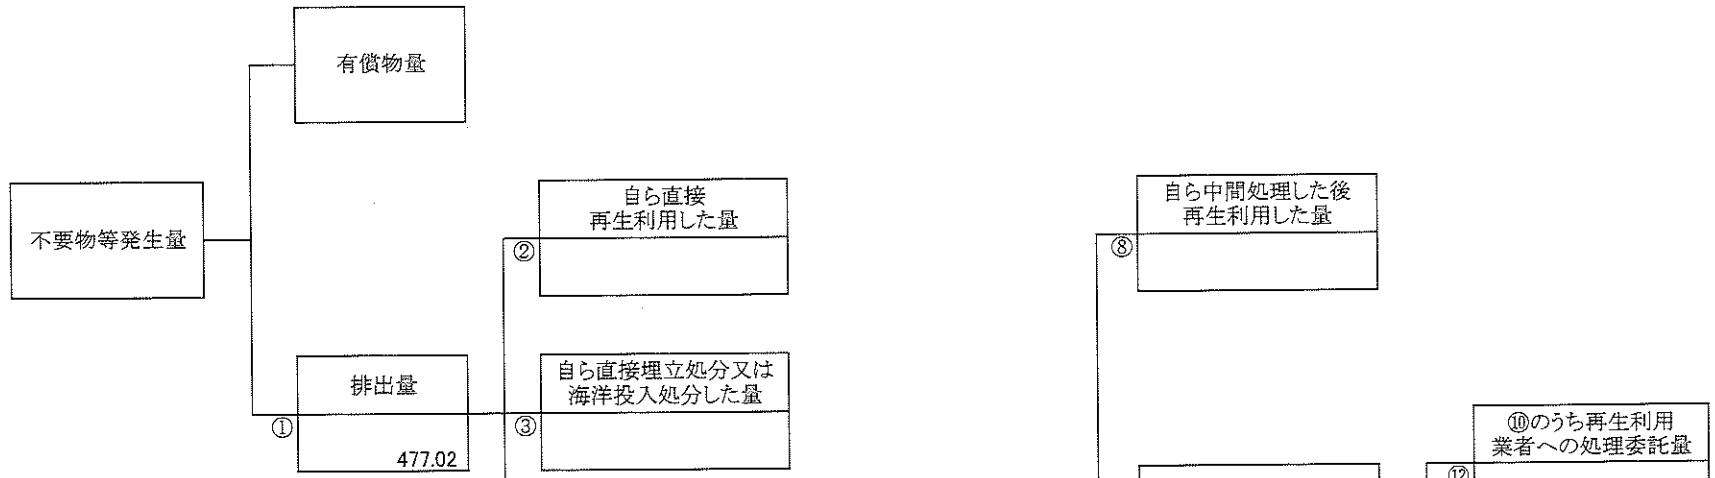 有償物量
不要物等発生量
自ら直接
再生利用した量
②
自ら中間処理した後
再生利用した量
⑧
排出量
①
477.02
自ら直接埋立処分又は
海洋投入処分した量
③
⑩のうち再生利用
業者への処理委託量
⑫